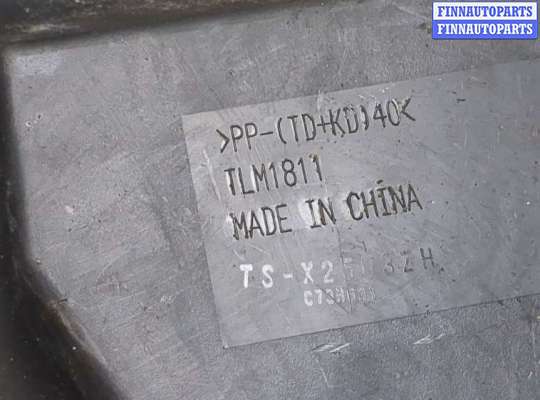 FINNAUTOPARTS
FINNAUTOPARTS
>PP-(TD+KD)40<
TLM1811
MADE IN CHINA